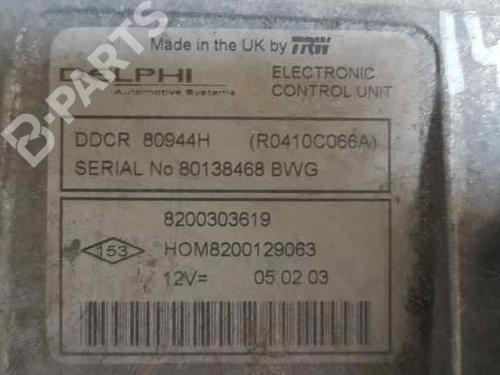 B-PARTS
Made in the UK by TRW
DELPHI
Automotive Systems
ELECTRONIC
CONTROL UNIT
DDCR 80944H (R0410C066A)
SERIAL No 80138468 BWG
8200303619
153 HOM8200129063
12V= 05.02 03